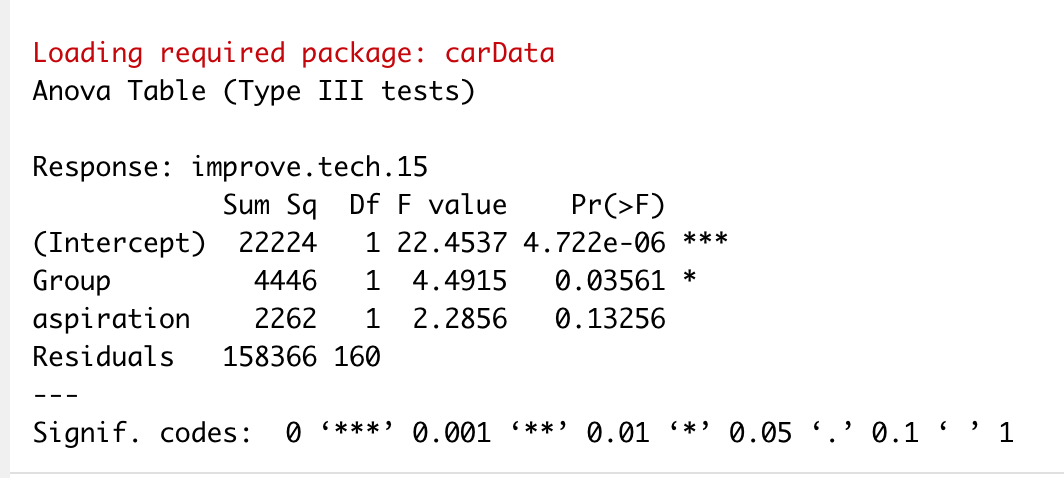 Loading required package: carData
Anova Table (Type III tests)
Response: improve.tech.15
Sum Sq Df F value Pr(>F)
(Intercept) 22224 1 22.4537 4.722e-06 ***
Group 4446 1 4.4915 0.03561 *
aspiration 2262 1 2.2856 0.13256
Residuals 158366 160
---
Signif. codes: 0 ‘***’ 0.001 ‘**’ 0.01 ‘*’ 0.05 ‘.’ 0.1 ‘ ’ 1